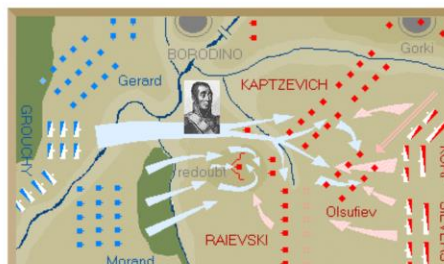 BORODINO
Gorki
Gerard
KAPTZEVICH
GROUCHY
redoubt
Olsufiev
RAIEVSKI
Morand